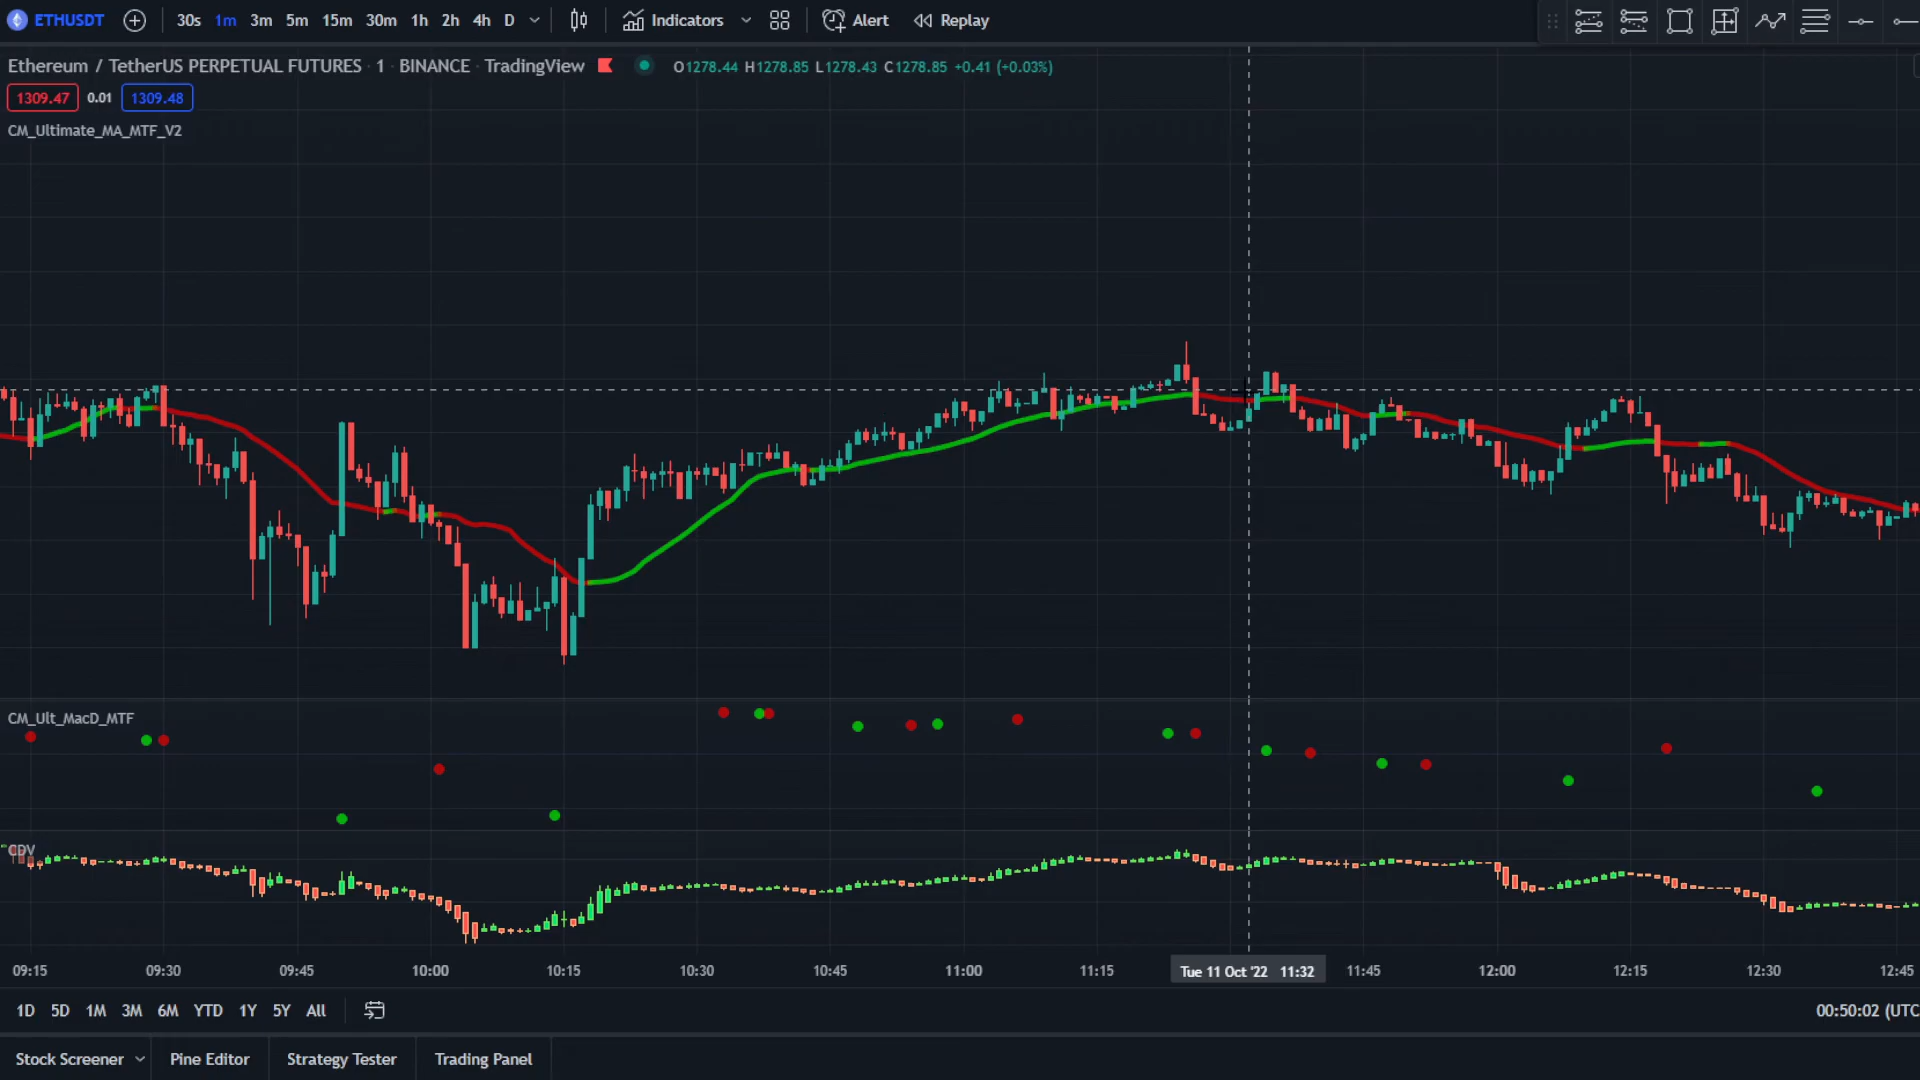 ETHUSDT 30s 1m 3m 5m 15m 30m 1h 2h 4h D Indicators Alert Replay
Ethereum / TetherUS PERPETUAL FUTURES · 1 · BINANCE · TradingView O1278.44 H1278.85 L1278.43 C1278.85 +0.41 (+0.03%)
1309.47 0.01 1309.48
CM_Ultimate_MA_MTF_V2
CM_Ult_MacD_MTF
CDV
09:15 09:30 09:45 10:00 10:15 10:30 10:45 11:00 11:15 Tue 11 Oct '22 11:32 11:45 12:00 12:15 12:30 12:45
1D 5D 1M 3M 6M YTD 1Y 5Y All 00:50:02 (UTC
Stock Screener Pine Editor Strategy Tester Trading Panel